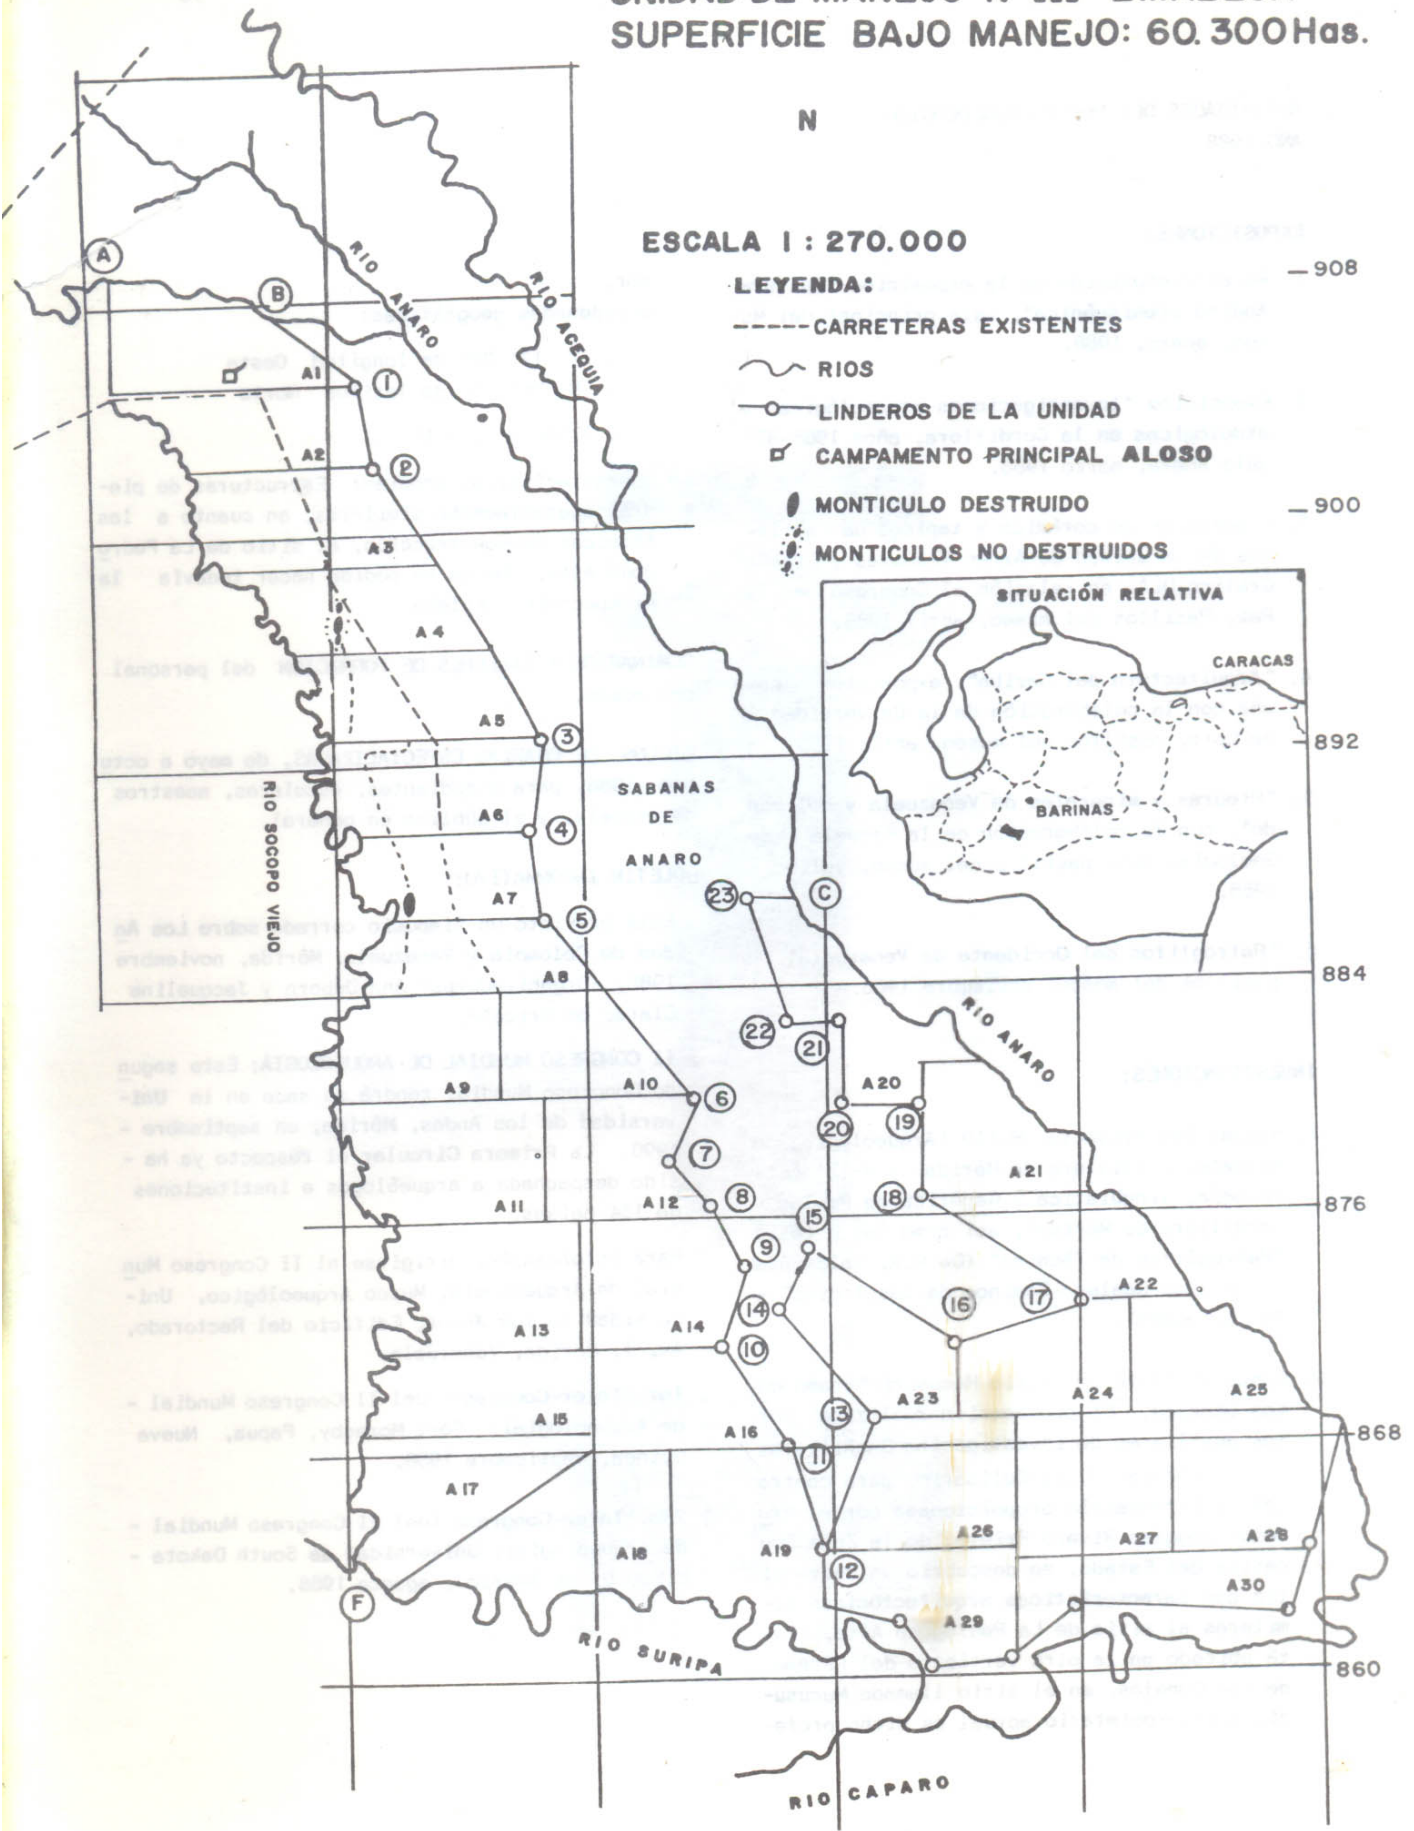 SUPERFICIE BAJO MANEJO: 60.300 Has.
N
ESCALA 1 : 270.000
LEYENDA:
CARRETERAS EXISTENTES
RIOS
LINDEROS DE LA UNIDAD
CAMPAMENTO PRINCIPAL ALOSO
MONTICULO DESTRUIDO
MONTICULOS NO DESTRUIDOS
908
900
892
884
876
868
860
SITUACIÓN RELATIVA
CARACAS
BARINAS
A
B
RIO ANARO
RIO ACEQUIA
A1
1
A2
2
A3
A4
A5
3
A6
4
A7
5
A8
RIO SOCOPO VIEJO
SABANAS
DE
ANARO
23
C
22
21
RIO ANARO
A9
A10
6
A20
20
19
7
A21
A11
A12
8
18
15
9
A22
14
16
17
A13
A14
10
A23
A24
A25
13
A15
A16
11
A17
A18
A19
A26
A27
A28
12
A30
F
A29
RIO SURIPA
RIO CAPARO